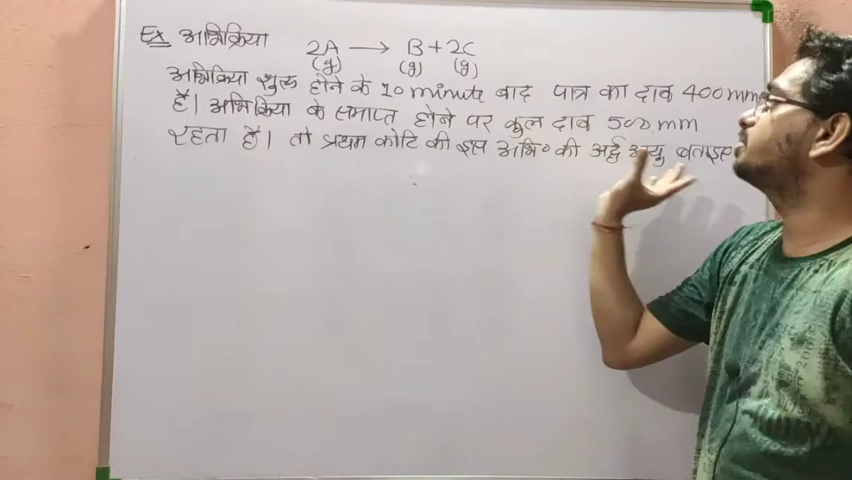 Ex. अभिक्रिया 2A → B + 2C
(g) (g) (g)
अभिक्रिया शुरू होने के 10 minute बाद पात्र का दाब 400 mm
है। अभिक्रिया के समाप्त होने पर कुल दाब 500 mm
रहता है। तो प्रथम कोटि की इस अभि० की अर्द्ध आयु बताइए